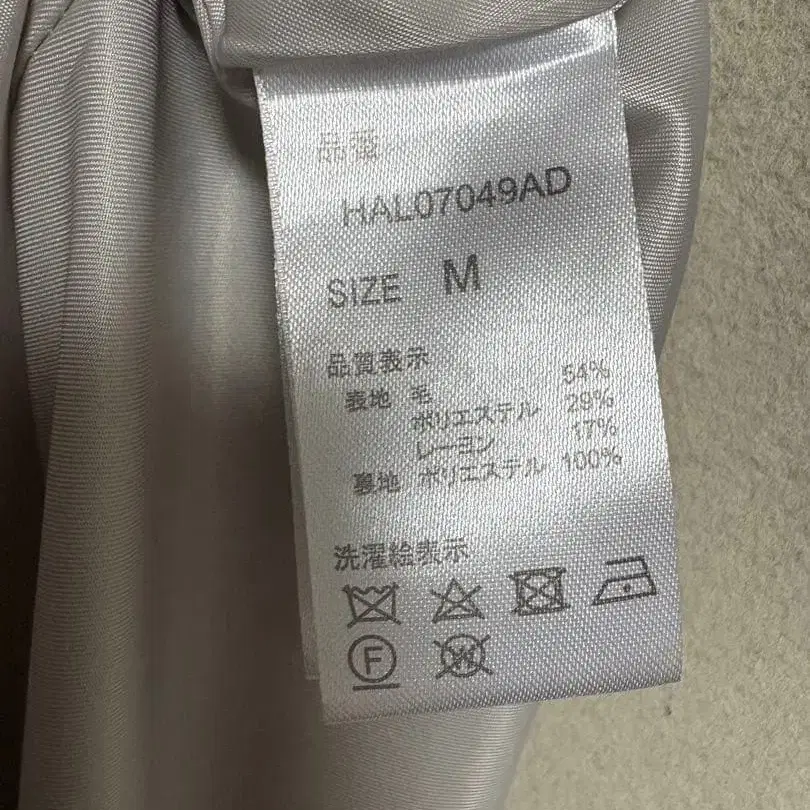 品番
HAL07049AD
SIZE M
品質表示
表地 毛 54%
ポリエステル 29%
レーヨン 17%
裏地 ポリエステル 100%
洗濯絵表示
F W